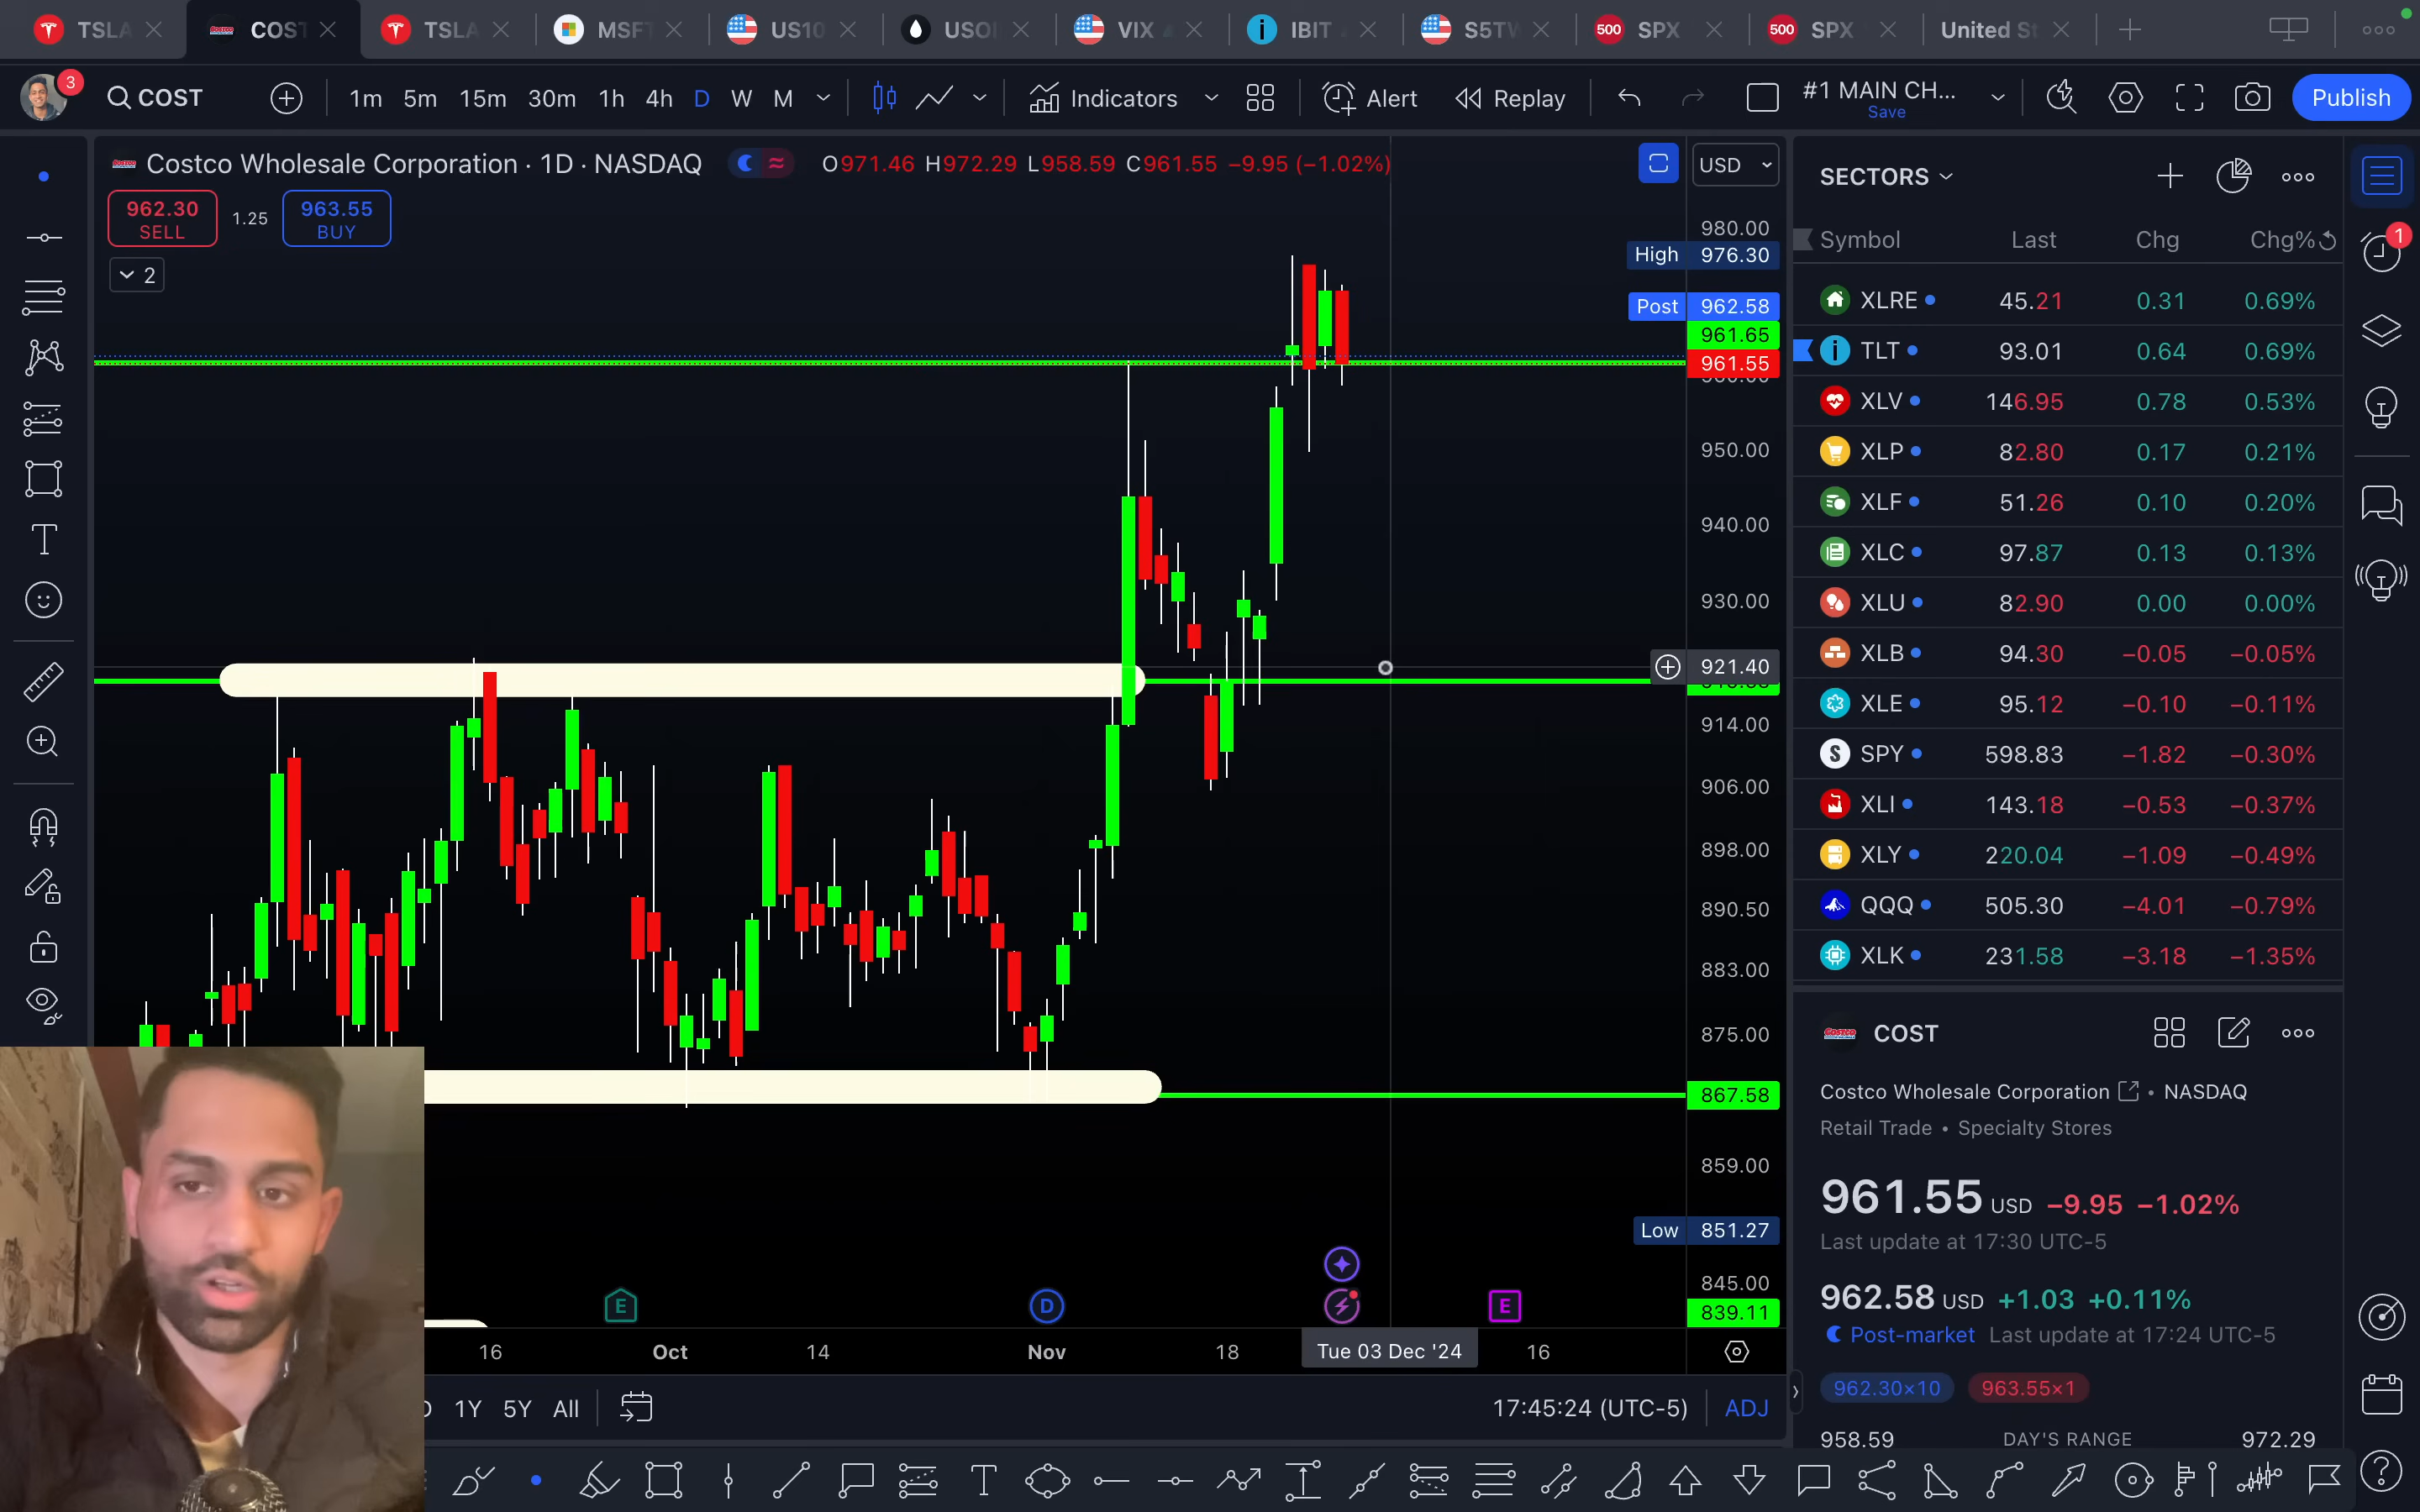 TSLA COST TSLA MSFT US10 USOI VIX IBIT S5TW SPX SPX United St
3 COST 1m 5m 15m 30m 1h 4h D W M Indicators Alert Replay #1 MAIN CH... Save Publish
Costco Wholesale Corporation · 1D · NASDAQ O971.46 H972.29 L958.59 C961.55 −9.95 (−1.02%) USD
962.30 SELL 1.25 963.55 BUY
2
980.00
High 976.30
Post 962.58
961.65
961.55
950.00
940.00
930.00
921.40
914.00
906.00
898.00
890.50
883.00
875.00
867.58
859.00
Low 851.27
845.00
839.11
E D E
16 Oct 14 Nov 18 Tue 03 Dec '24 16
1Y 5Y All 17:45:24 (UTC-5) ADJ
SECTORS
Symbol Last Chg Chg%
XLRE 45.21 0.31 0.69%
TLT 93.01 0.64 0.69%
XLV 146.95 0.78 0.53%
XLP 82.80 0.17 0.21%
XLF 51.26 0.10 0.20%
XLC 97.87 0.13 0.13%
XLU 82.90 0.00 0.00%
XLB 94.30 −0.05 −0.05%
XLE 95.12 −0.10 −0.11%
SPY 598.83 −1.82 −0.30%
XLI 143.18 −0.53 −0.37%
XLY 220.04 −1.09 −0.49%
QQQ 505.30 −4.01 −0.79%
XLK 231.58 −3.18 −1.35%
COST
Costco Wholesale Corporation • NASDAQ
Retail Trade • Specialty Stores
961.55 USD −9.95 −1.02%
Last update at 17:30 UTC-5
962.58 USD +1.03 +0.11%
Post-market Last update at 17:24 UTC-5
962.30×10 963.55×1
958.59 DAY'S RANGE 972.29
1